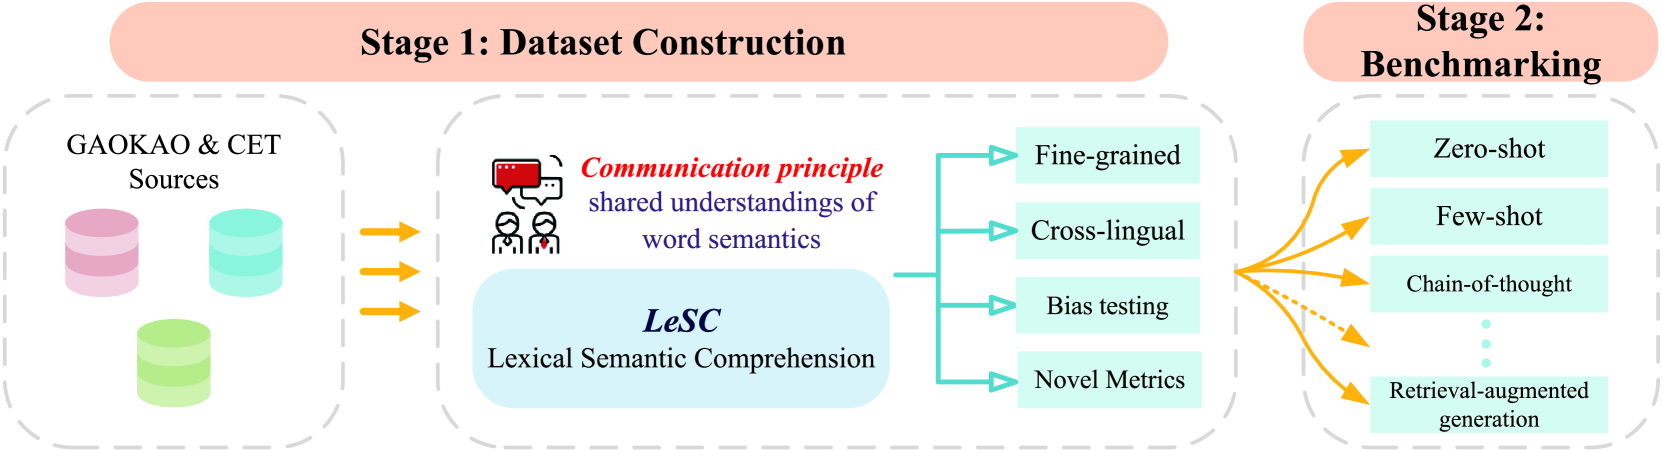 Stage 1: Dataset Construction
Stage 2:
Benchmarking
GAOKAO & CET
Sources
Communication principle
shared understandings of
word semantics
LeSC
Lexical Semantic Comprehension
Fine-grained
Cross-lingual
Bias testing
Novel Metrics
Zero-shot
Few-shot
Chain-of-thought
Retrieval-augmented
generation